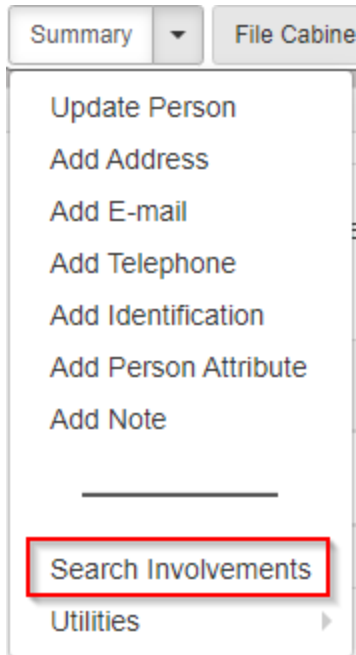 Summary File Cabine
Update Person
Add Address
Add E-mail
Add Telephone
Add Identification
Add Person Attribute
Add Note
Search Involvements
Utilities